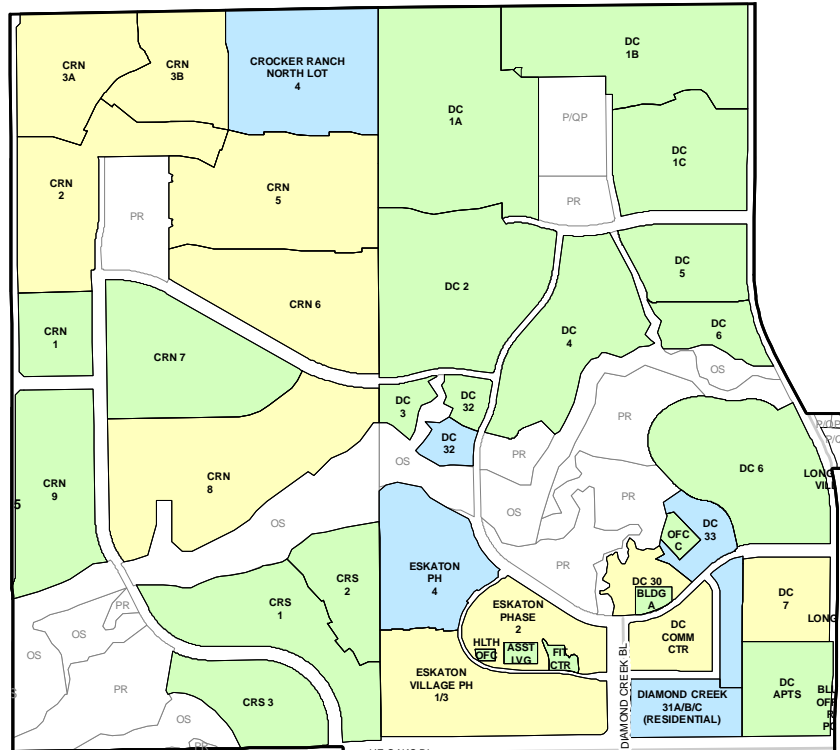 CRN
3A
CRN
3B
CROCKER RANCH
NORTH LOT
4
DC
1A
DC
1B
P/QP
DC
1C
PR
CRN
2
PR
CRN
5
DC 2
DC
5
CRN 6
CRN
1
CRN 7
DC
4
DC
6
OS
DC
3
DC
32
DC
32
PR
P/QP
OS
PR
CRN
9
CRN
8
DC 6
LONG
VILL
5
OS
OS
PR
OFC
C
DC
33
ESKATON
PH
4
PR
CRS
2
CRS
1
PR
OS
OS
DC 30
BLDG
A
ESKATON
PHASE
2
DC
7
LONG
HLTH
OFC
ASST
LVG
FIT
CTR
DC
COMM
CTR
ESKATON
VILLAGE PH
1/3
DIAMOND CREEK BL
DIAMOND CREEK
31A/B/C
(RESIDENTIAL)
DC
APTS
PR
CRS 3
OS
PR